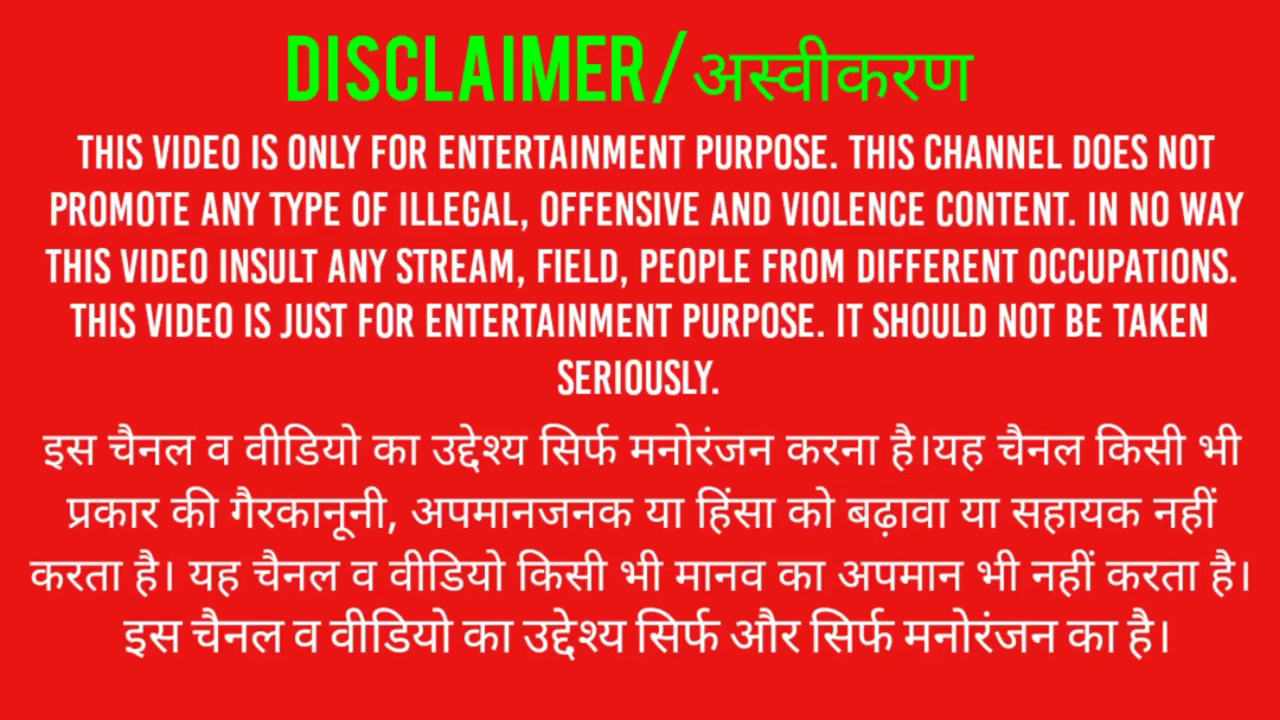 DISCLAIMER/अस्वीकरण
THIS VIDEO IS ONLY FOR ENTERTAINMENT PURPOSE. THIS CHANNEL DOES NOT
PROMOTE ANY TYPE OF ILLEGAL, OFFENSIVE AND VIOLENCE CONTENT. IN NO WAY
THIS VIDEO INSULT ANY STREAM, FIELD, PEOPLE FROM DIFFERENT OCCUPATIONS.
THIS VIDEO IS JUST FOR ENTERTAINMENT PURPOSE. IT SHOULD NOT BE TAKEN
SERIOUSLY.
इस चैनल व वीडियो का उद्देश्य सिर्फ मनोरंजन करना है।यह चैनल किसी भी
प्रकार की गैरकानूनी, अपमानजनक या हिंसा को बढ़ावा या सहायक नहीं
करता है। यह चैनल व वीडियो किसी भी मानव का अपमान भी नहीं करता है।
इस चैनल व वीडियो का उद्देश्य सिर्फ और सिर्फ मनोरंजन का है।